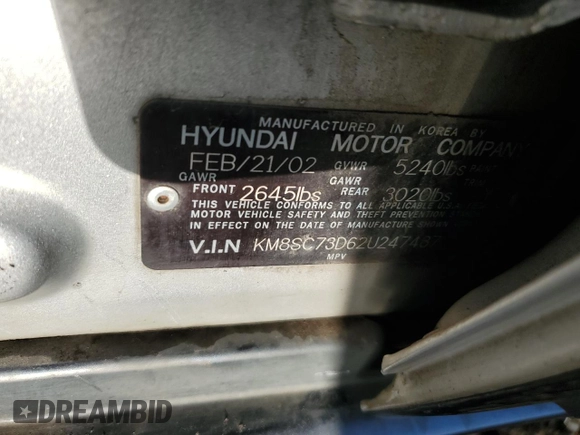 MANUFACTURED IN KOREA BY
HYUNDAI MOTOR COMPANY
FEB/21/02 GVWR 5240lbs
GAWR GAWR
FRONT 2645lbs REAR 3020lbs
THIS VEHICLE CONFORMS TO ALL APPLICABLE
MOTOR VEHICLE SAFETY AND THEFT PREVENTION
IN EFFECT ON THE DATE OF MANUFACTURE SHOWN
V.I.N KM8SC73D62U247487
MPV
DREAMBID